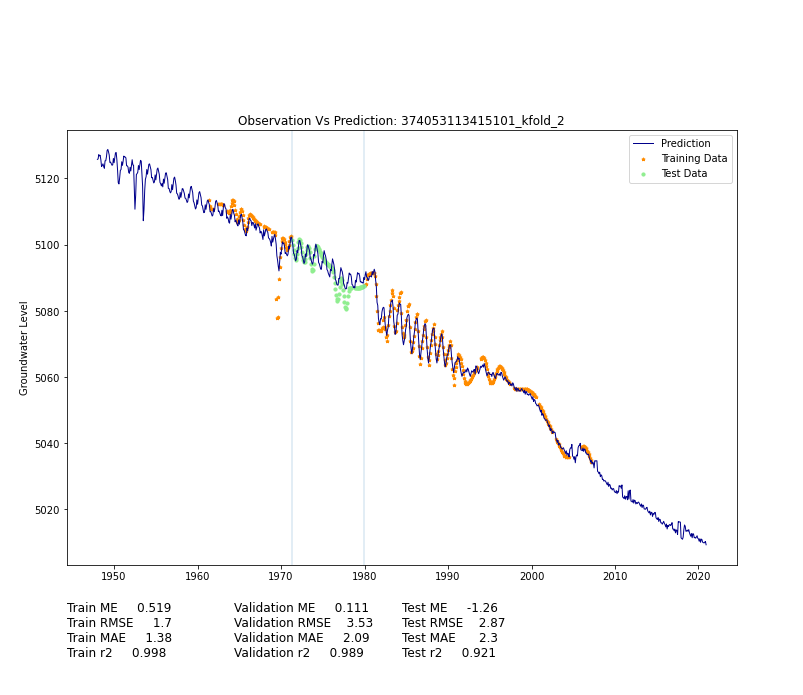 Observation Vs Prediction: 374053113415101_kfold_2
Prediction
Training Data
Test Data
Groundwater Level
5120
5100
5080
5060
5040
5020
1950 1960 1970 1980 1990 2000 2010 2020
Train ME 0.519 Validation ME 0.111 Test ME -1.26
Train RMSE 1.7 Validation RMSE 3.53 Test RMSE 2.87
Train MAE 1.38 Validation MAE 2.09 Test MAE 2.3
Train r2 0.998 Validation r2 0.989 Test r2 0.921